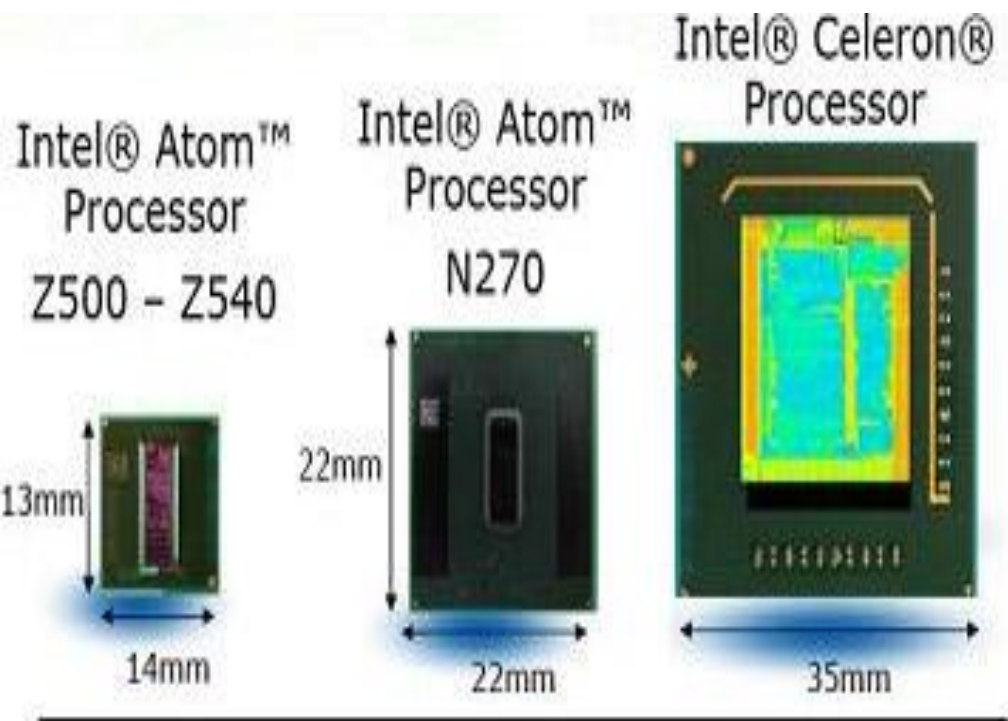 Intel® Atom™
Processor
Z500 – Z540
13mm
14mm
Intel® Atom™
Processor
N270
22mm
22mm
Intel® Celeron®
Processor
35mm